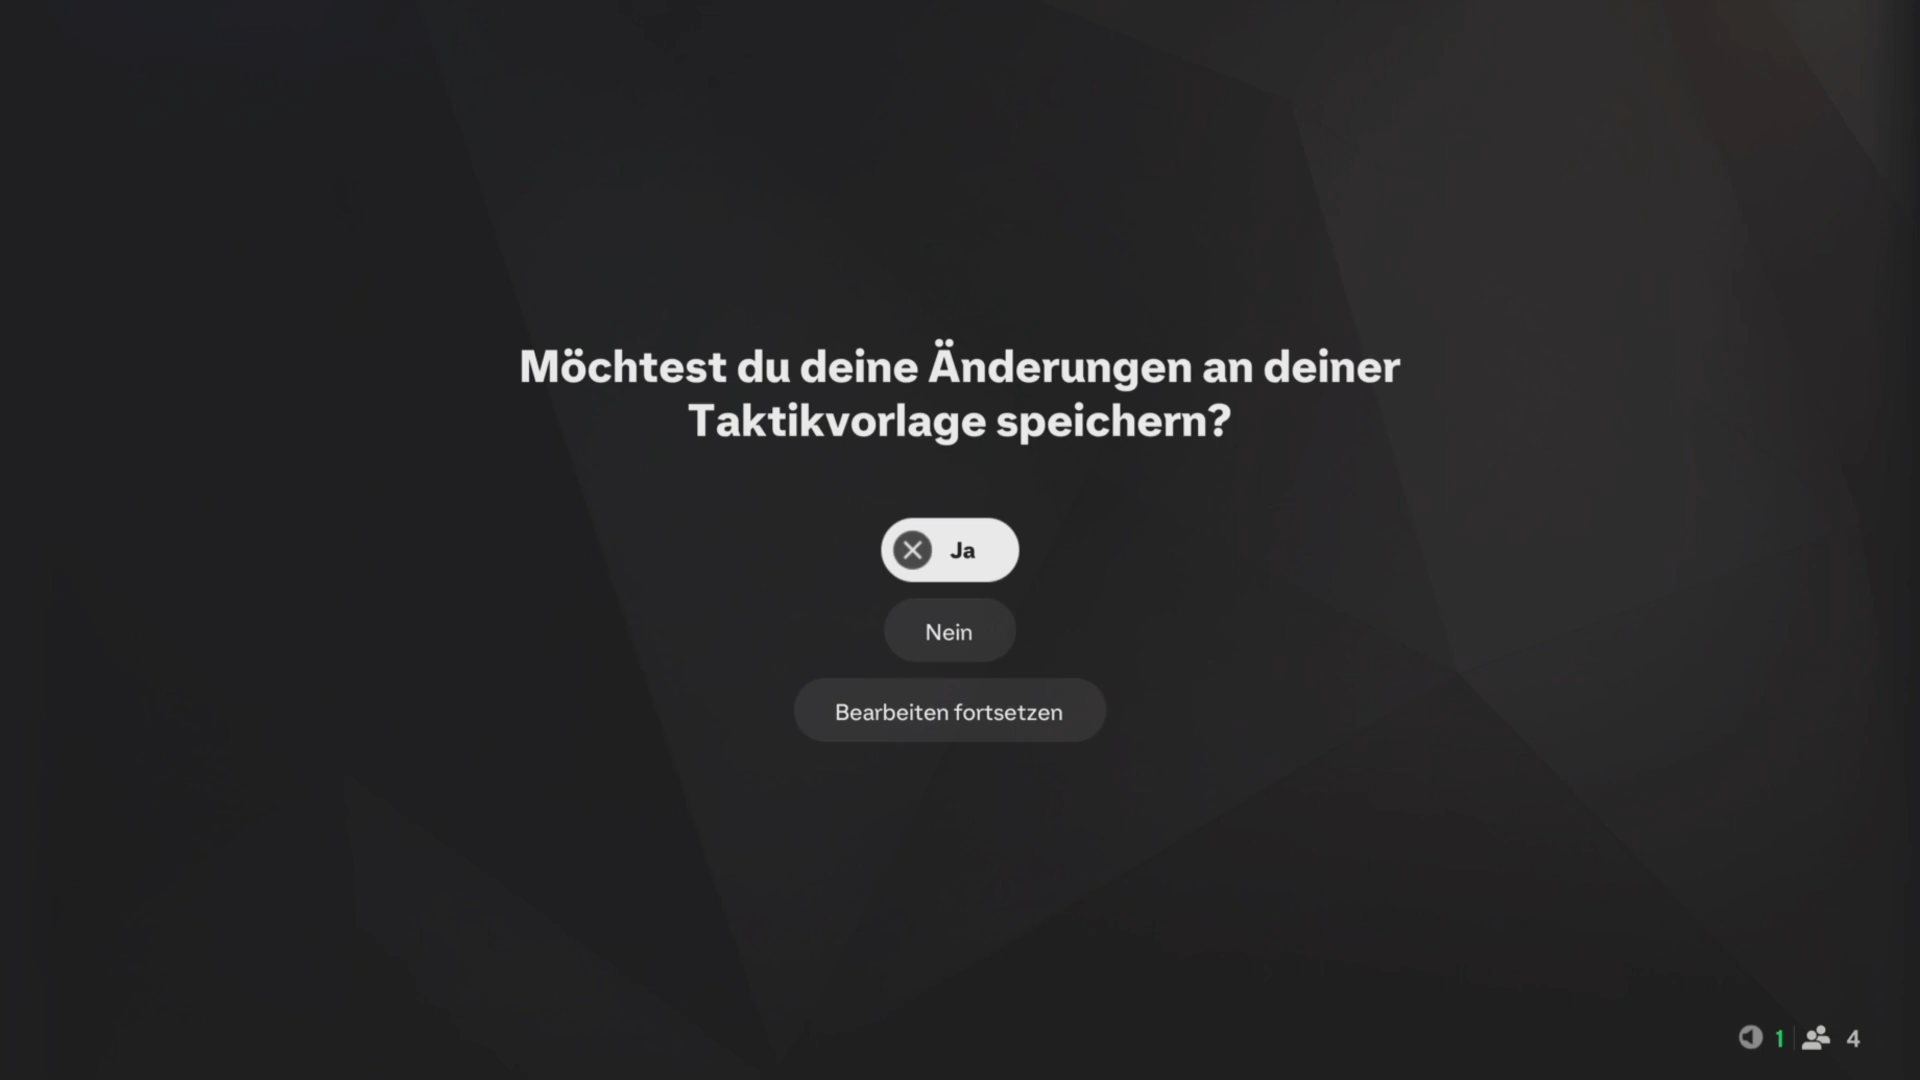 Möchtest du deine Änderungen an deiner
Taktikvorlage speichern?
Ja
Nein
Bearbeiten fortsetzen
1 4